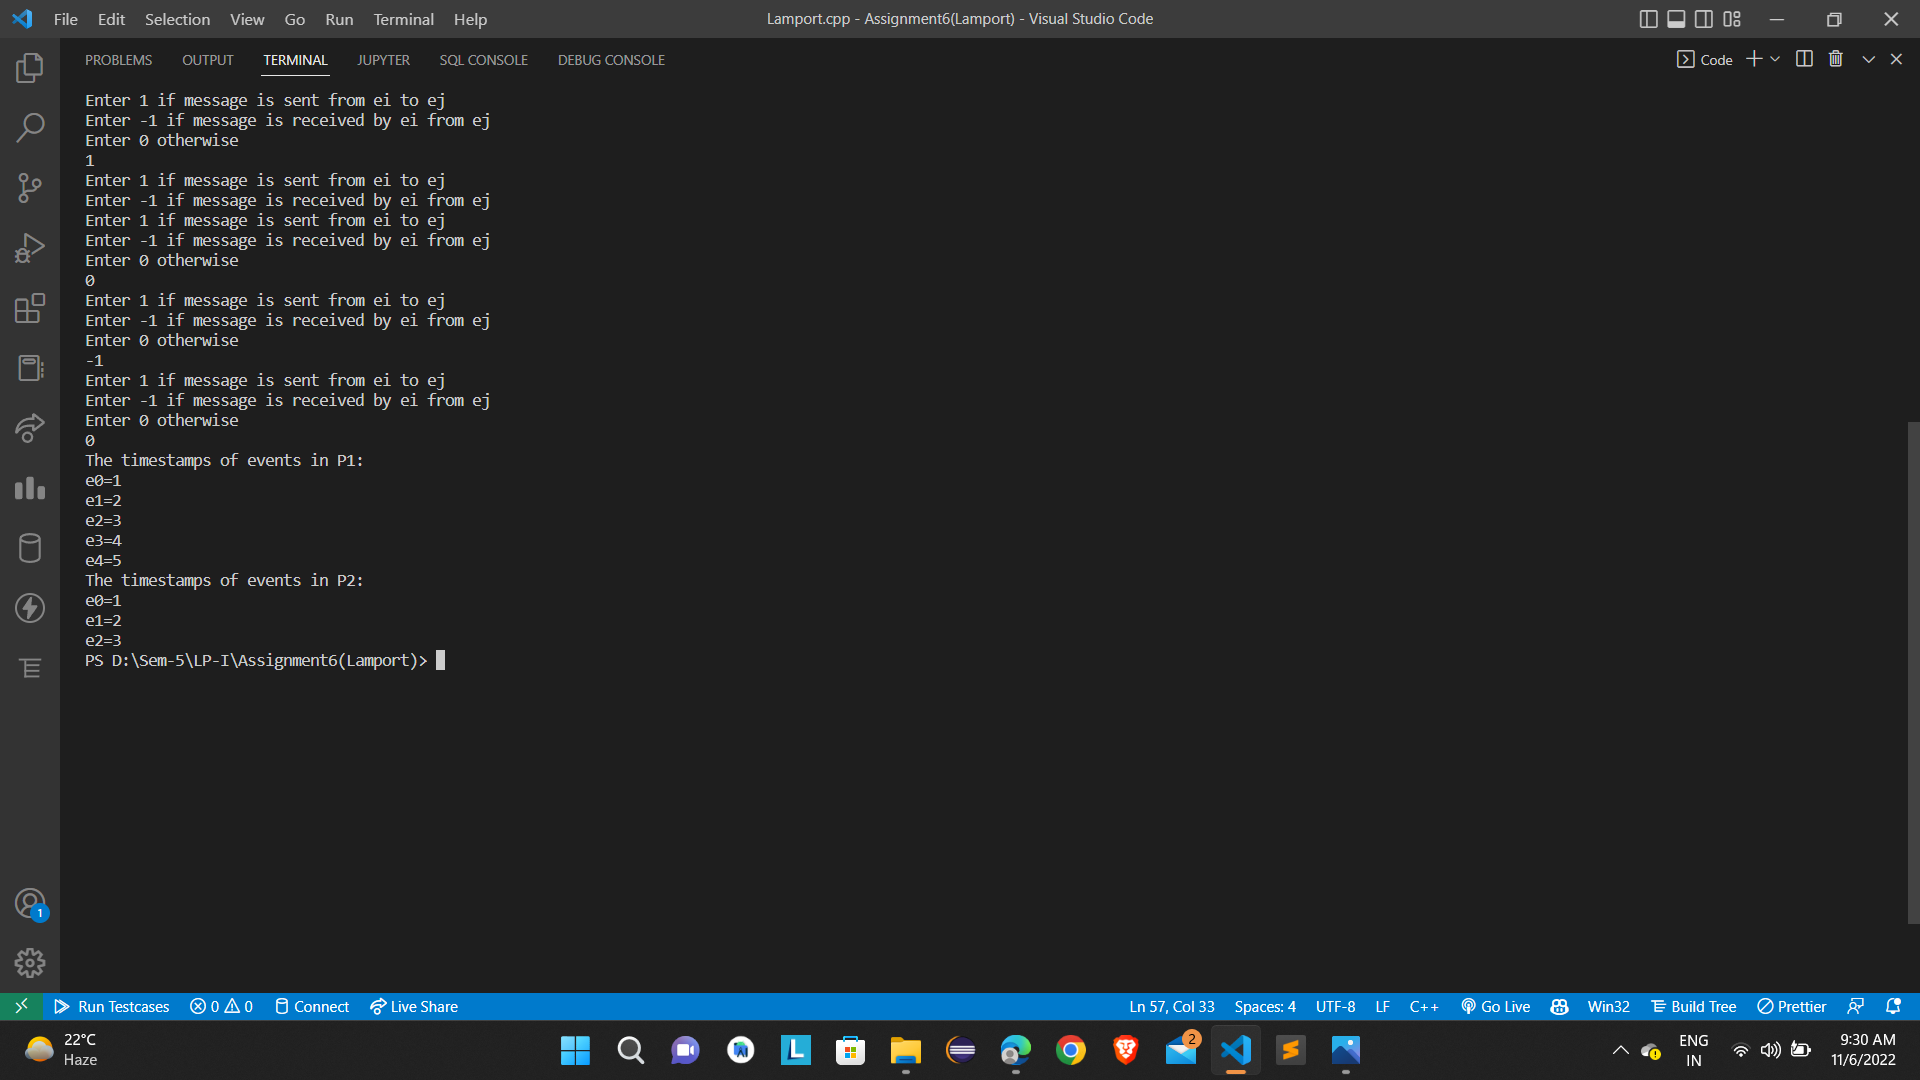 File Edit Selection View Go Run Terminal Help
Lamport.cpp - Assignment6(Lamport) - Visual Studio Code
PROBLEMS OUTPUT TERMINAL JUPYTER SQL CONSOLE DEBUG CONSOLE
Code
Enter 1 if message is sent from ei to ej
Enter -1 if message is received by ei from ej
Enter 0 otherwise
1
Enter 1 if message is sent from ei to ej
Enter -1 if message is received by ei from ej
Enter 1 if message is sent from ei to ej
Enter -1 if message is received by ei from ej
Enter 0 otherwise
0
Enter 1 if message is sent from ei to ej
Enter -1 if message is received by ei from ej
Enter 0 otherwise
-1
Enter 1 if message is sent from ei to ej
Enter -1 if message is received by ei from ej
Enter 0 otherwise
0
The timestamps of events in P1:
e0=1
e1=2
e2=3
e3=4
e4=5
The timestamps of events in P2:
e0=1
e1=2
e2=3
PS D:\Sem-5\LP-I\Assignment6(Lamport)>
1
Run Testcases 0 0 Connect Live Share
Ln 57, Col 33 Spaces: 4 UTF-8 LF C++ Go Live Win32 Build Tree Prettier
22°C
Haze
L
2
ENG
IN
9:30 AM
11/6/2022